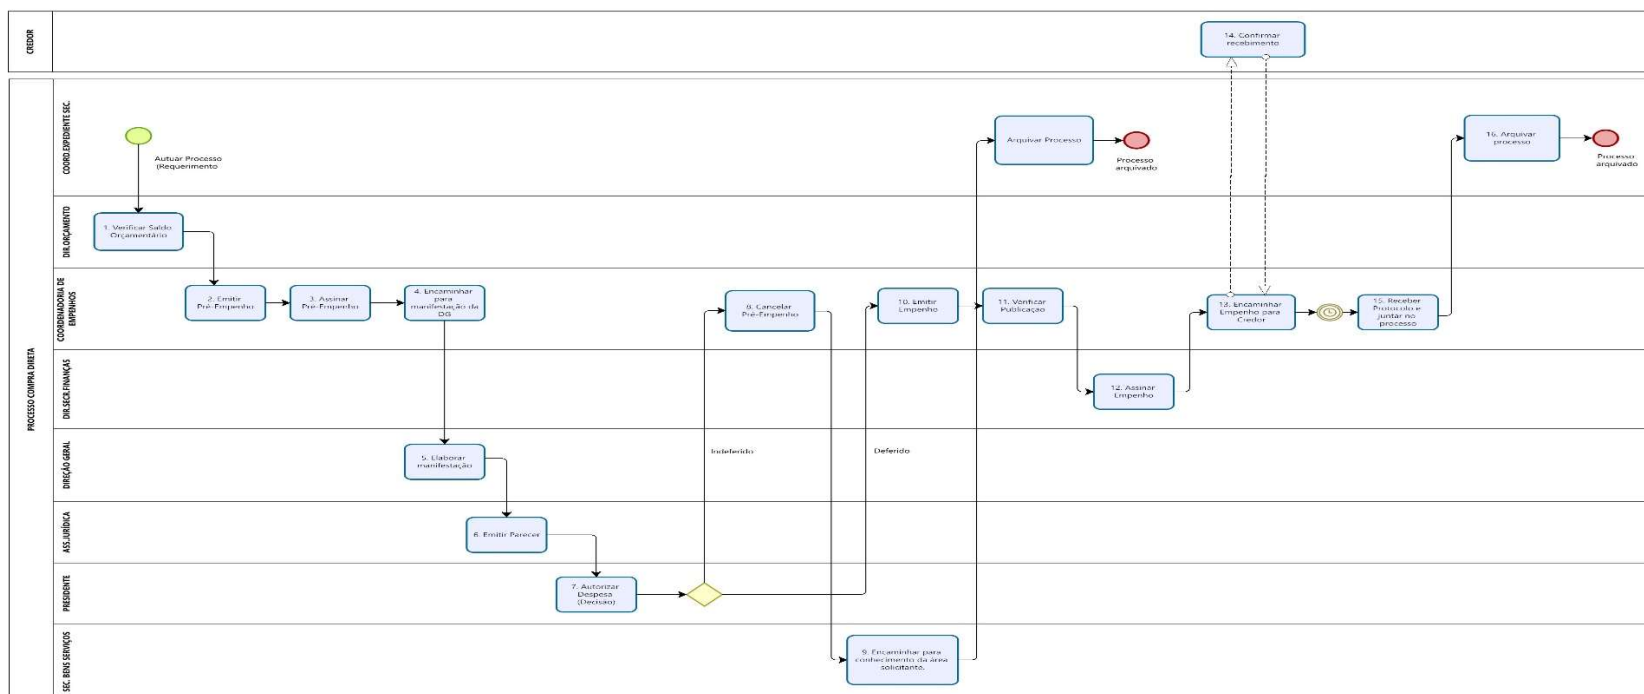 CREDOR
14. Confirmar
recebimento
PROCESSO COMPRA DIRETA
COORD.EXPEDIENTE SEC.
Autuar Processo
(Requerimento
Arquivar Processo
Processo
arquivado
16. Arquivar
processo
Processo
arquivado
DIR.ORÇAMENTO
1. Verificar Saldo
Orçamentário
COORDENADORIA DE
EMPENHOS
2. Emitir
Pré-Empenho
3. Assinar
Pré-Empenho
4. Encaminhar
para
manifestação da
DG
8. Cancelar
Pré-Empenho
10. Emitir
Empenho
11. Verificar
Publicação
13. Encaminhar
Empenho para
Credor
15. Receber
Protocolo e
juntar no
processo
DIR.SECR.FINANÇAS
12. Assinar
Empenho
DIREÇÃO GERAL
5. Elaborar
manifestação
Indeferido
Deferido
ASS.JURÍDICA
6. Emitir Parecer
PRESIDENTE
7. Autorizar
Despesa
(Decisão)
SEC. BENS SERVIÇOS
9. Encaminhar para
conhecimento da área
solicitante.